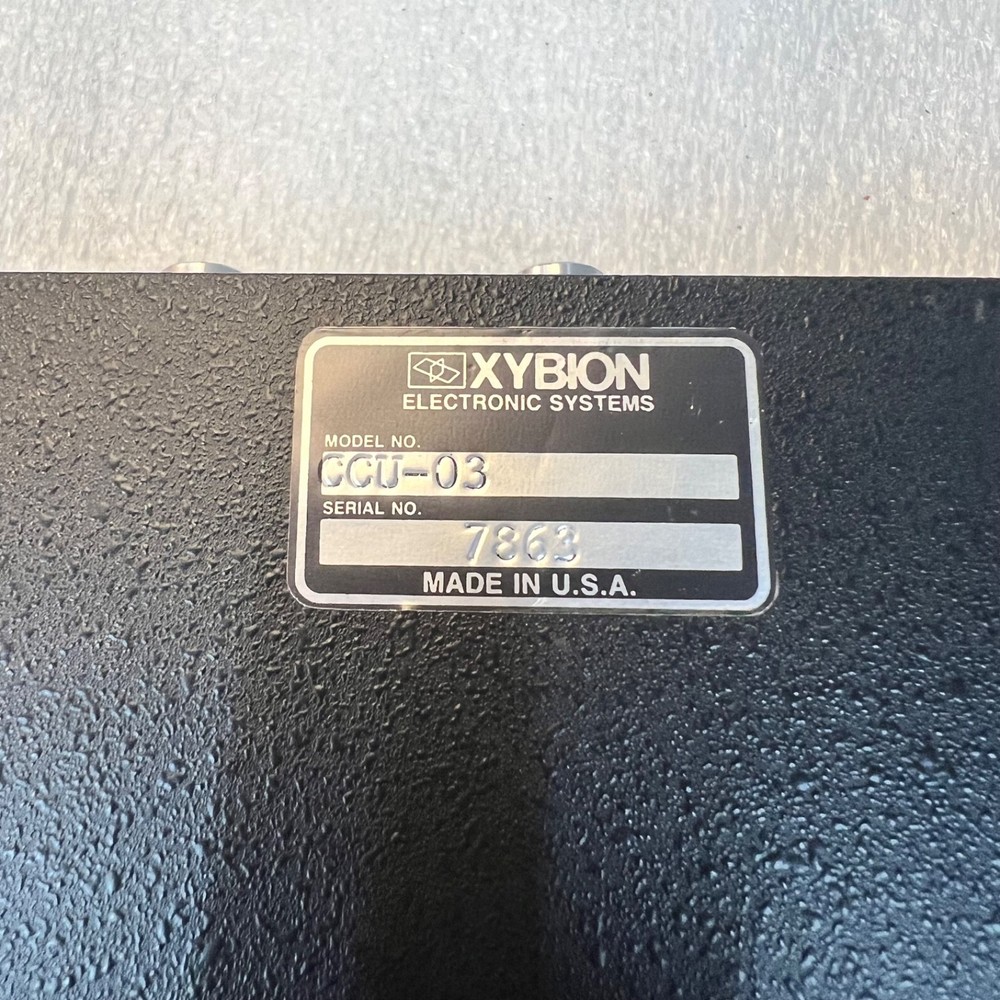 XYBION
ELECTRONIC SYSTEMS
MODEL NO.
CCU-03
SERIAL NO.
7863
MADE IN U.S.A.